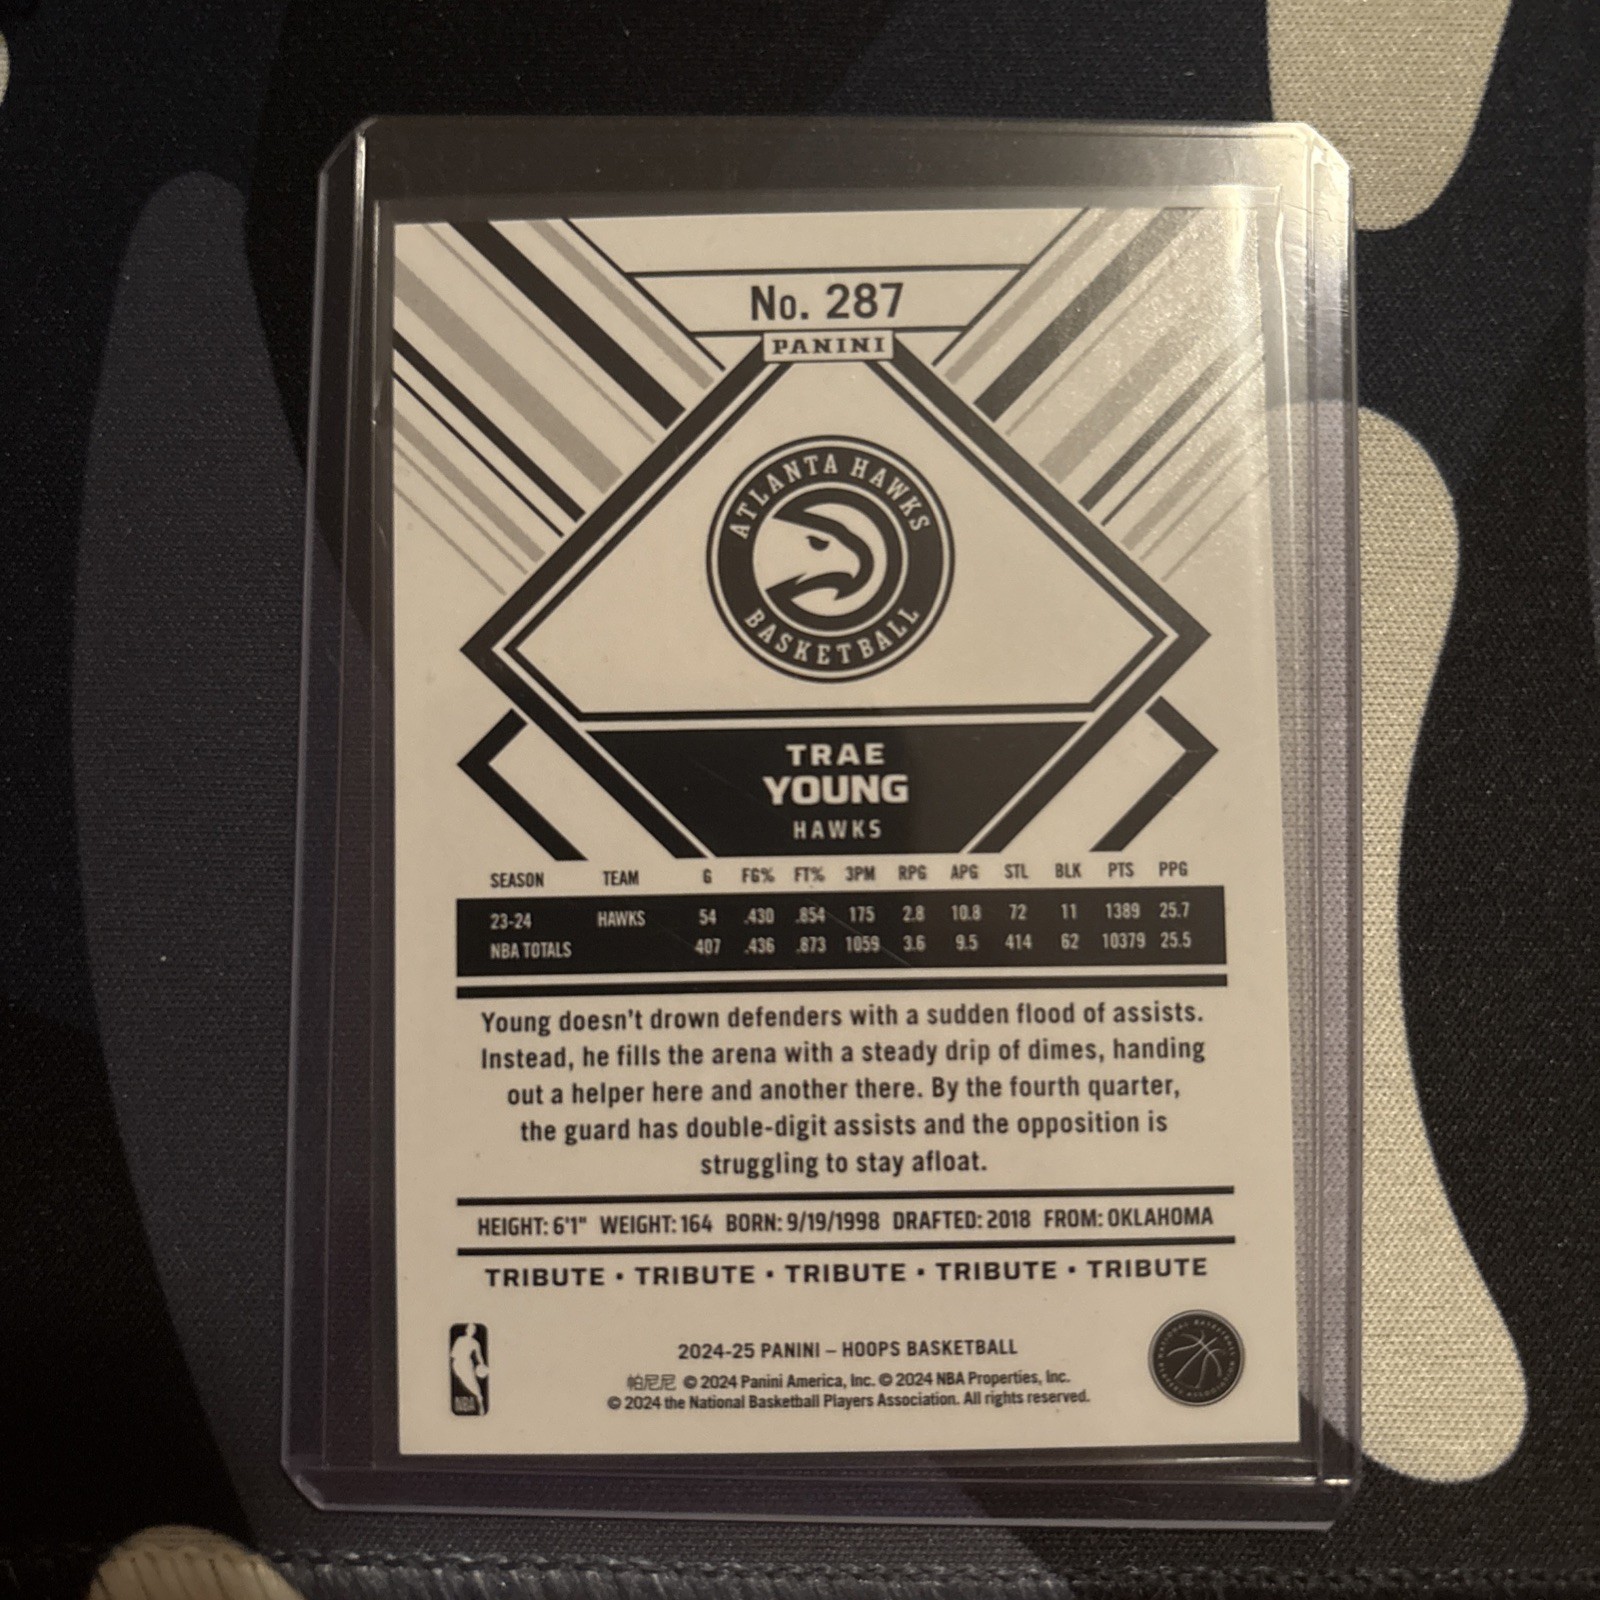 No. 287
PANINI
ATLANTA HAWKS
BASKETBALL
TRAE
YOUNG
HAWKS
SEASON TEAM G FG% FT% 3PM RPG APG STL BLK PTS PPG
23-24 HAWKS 54 .430 .854 175 2.8 10.8 72 11 1389 25.7
NBA TOTALS 407 .436 .873 1059 3.6 9.5 414 62 10379 25.5
Young doesn't drown defenders with a sudden flood of assists.
Instead, he fills the arena with a steady drip of dimes, handing
out a helper here and another there. By the fourth quarter,
the guard has double-digit assists and the opposition is
struggling to stay afloat.
HEIGHT: 6'1" WEIGHT: 164 BORN: 9/19/1998 DRAFTED: 2018 FROM: OKLAHOMA
TRIBUTE • TRIBUTE • TRIBUTE • TRIBUTE • TRIBUTE
NBA
2024-25 PANINI – HOOPS BASKETBALL
帕尼尼 © 2024 Panini America, Inc. © 2024 NBA Properties, Inc.
© 2024 the National Basketball Players Association. All rights reserved.